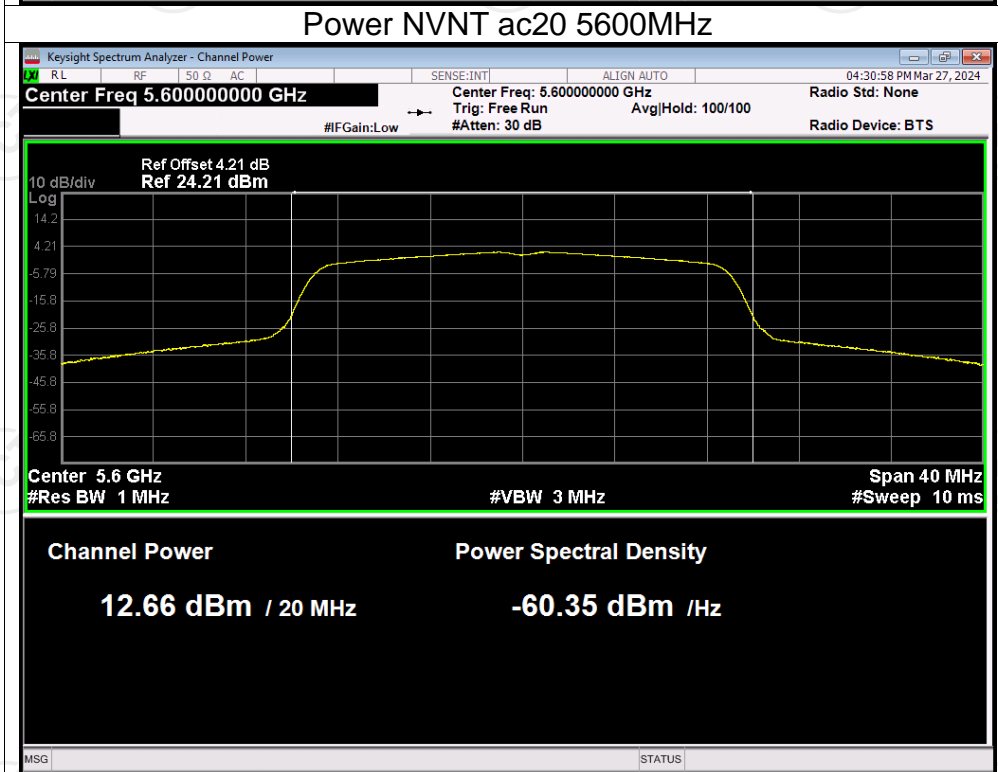 Power NVNT ac20 5600MHz
Keysight Spectrum Analyzer - Channel Power
LXI RL RF 50 Ω AC SENSE:INT ALIGN AUTO 04:30:58 PM Mar 27, 2024
Center Freq 5.600000000 GHz Center Freq: 5.600000000 GHz Radio Std: None
Trig: Free Run Avg|Hold: 100/100
#IFGain:Low #Atten: 30 dB Radio Device: BTS
Ref Offset 4.21 dB
10 dB/div Ref 24.21 dBm
Log
14.2
4.21
-5.79
-15.8
-25.8
-35.8
-45.8
-55.8
-65.8
Center 5.6 GHz Span 40 MHz
#Res BW 1 MHz #VBW 3 MHz #Sweep 10 ms
Channel Power Power Spectral Density
12.66 dBm / 20 MHz -60.35 dBm /Hz
MSG STATUS